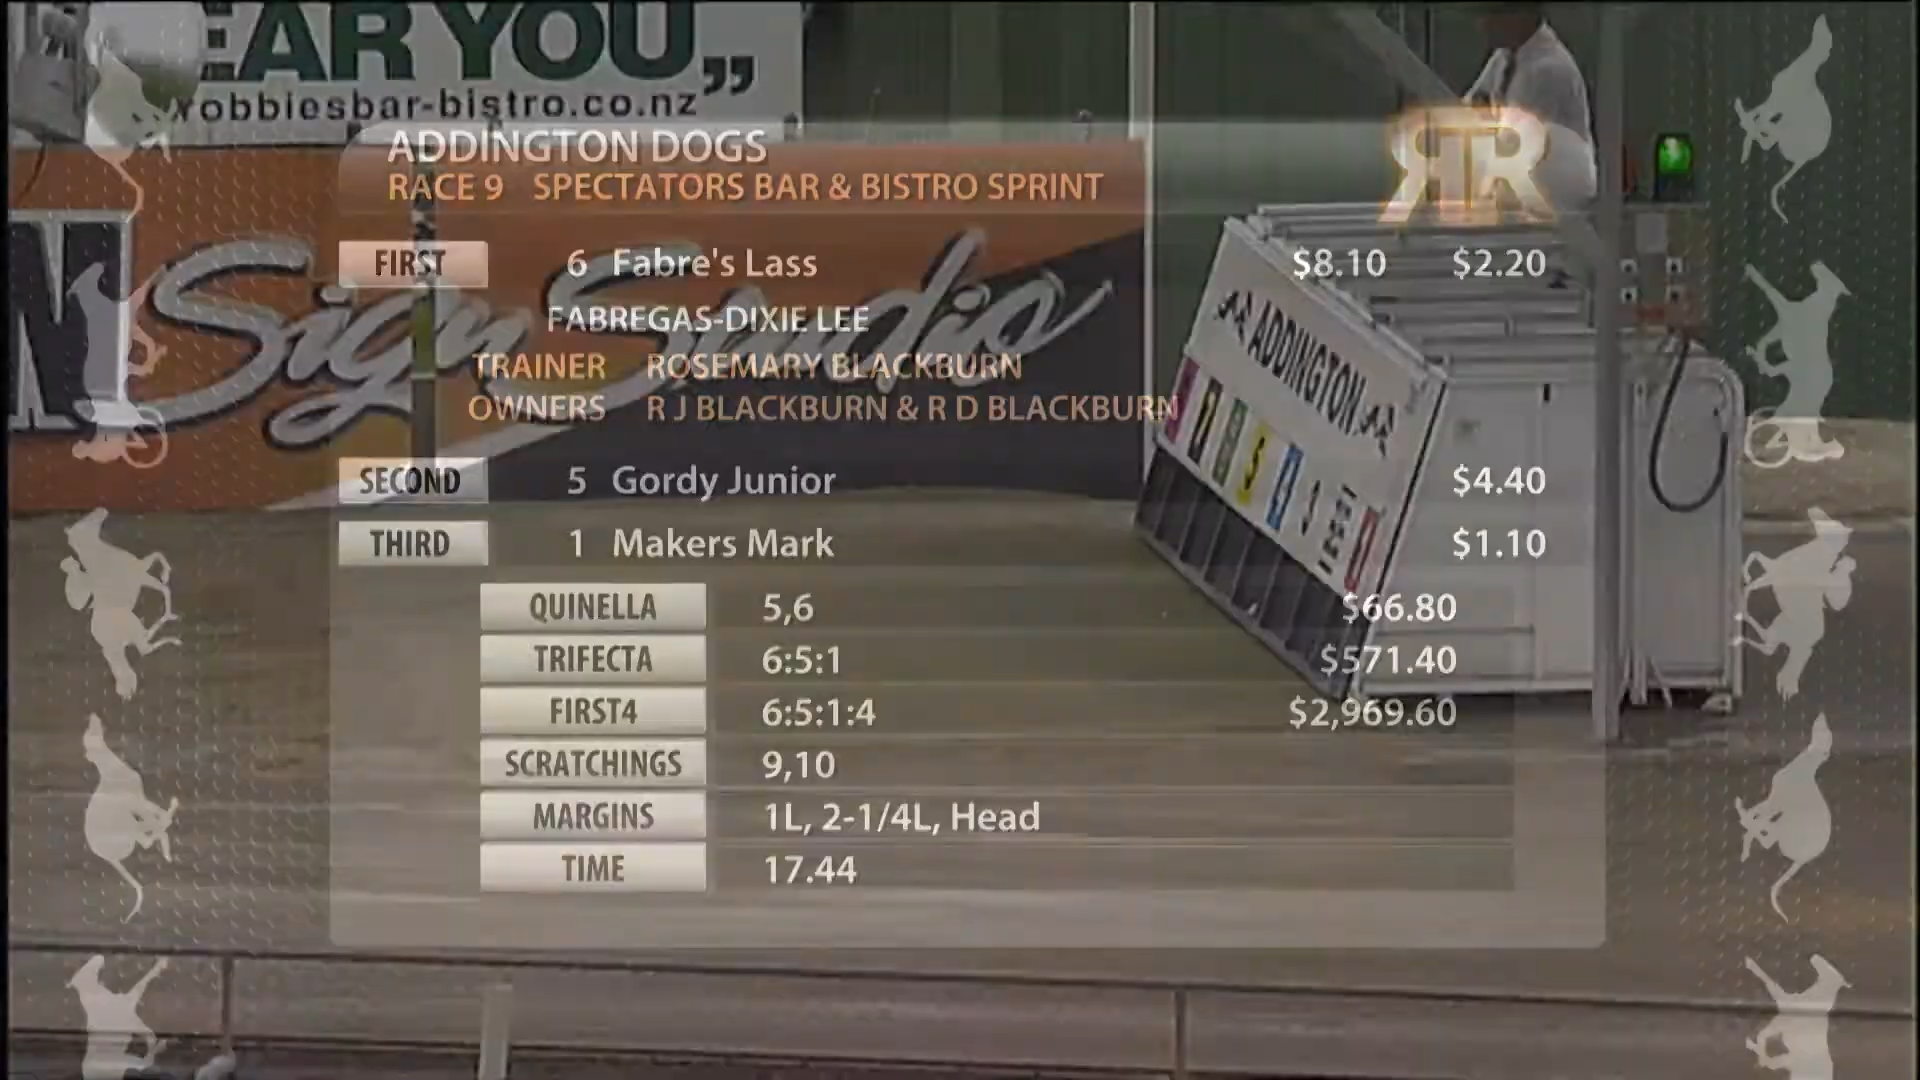 EAR YOU,,
robbiesbar-bistro.co.nz
ADDINGTON DOGS
RACE 9 SPECTATORS BAR & BISTRO SPRINT
FIRST 6 Fabre's Lass $8.10 $2.20
FABREGAS-DIXIE LEE
TRAINER ROSEMARY BLACKBURN
OWNERS R J BLACKBURN & R D BLACKBURN
Sign Studio
ADDINGTON
SECOND 5 Gordy Junior $4.40
THIRD 1 Makers Mark $1.10
QUINELLA 5,6 $66.80
TRIFECTA 6:5:1 $571.40
FIRST4 6:5:1:4 $2,969.60
SCRATCHINGS 9,10
MARGINS 1L, 2-1/4L, Head
TIME 17.44